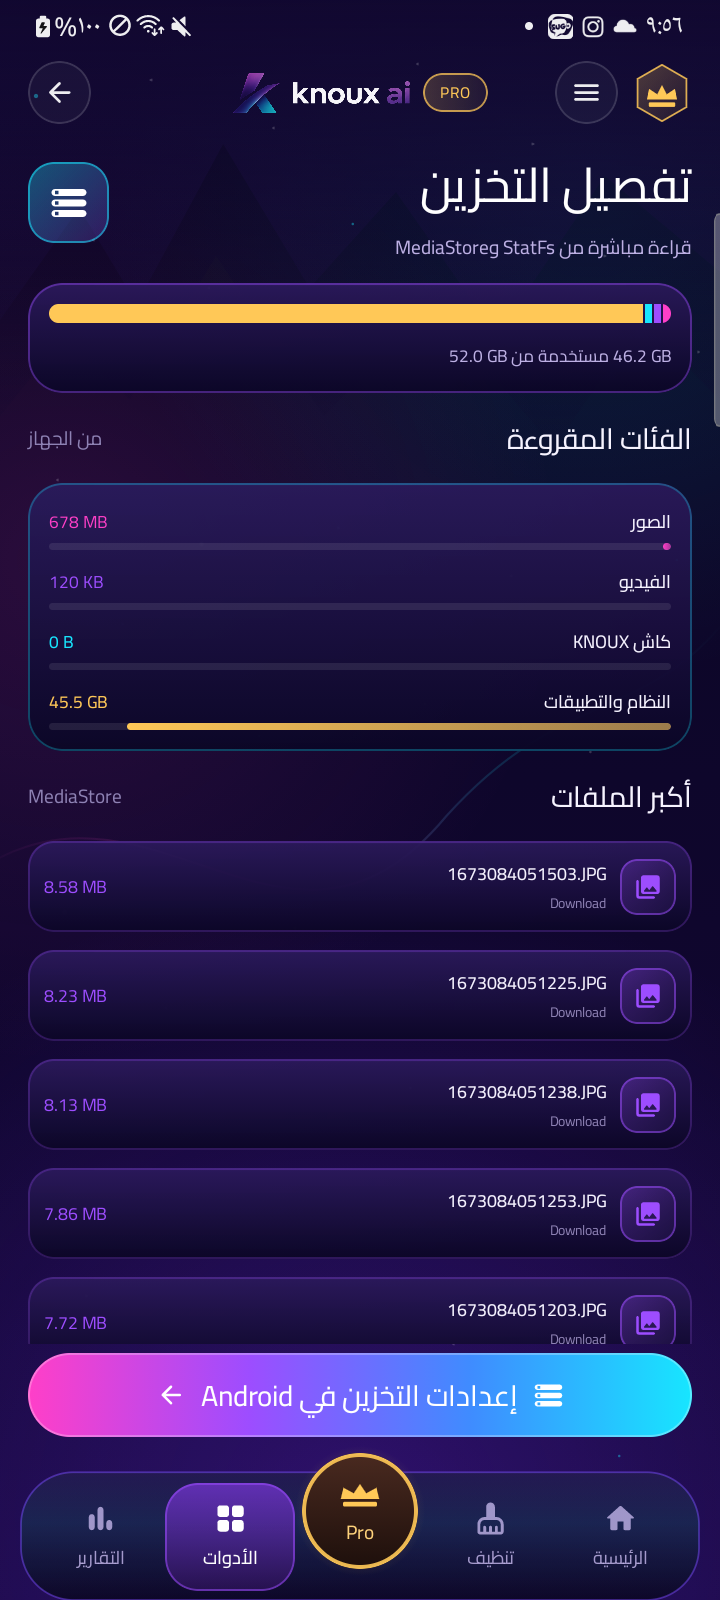 ٩:٥٦
%١٠٠
knoux ai
PRO
تفصيل التخزين
قراءة مباشرة من StatFs وMediaStore
46.2 GB مستخدمة من 52.0 GB
الفئات المقروءة
من الجهاز
الصور
678 MB
الفيديو
120 KB
كاش KNOUX
0 B
النظام والتطبيقات
45.5 GB
أكبر الملفات
MediaStore
1673084051503.JPG
Download
8.58 MB
1673084051225.JPG
Download
8.23 MB
1673084051238.JPG
Download
8.13 MB
1673084051253.JPG
Download
7.86 MB
1673084051203.JPG
Download
7.72 MB
إعدادات التخزين في Android
الرئيسية
تنظيف
Pro
الأدوات
التقارير